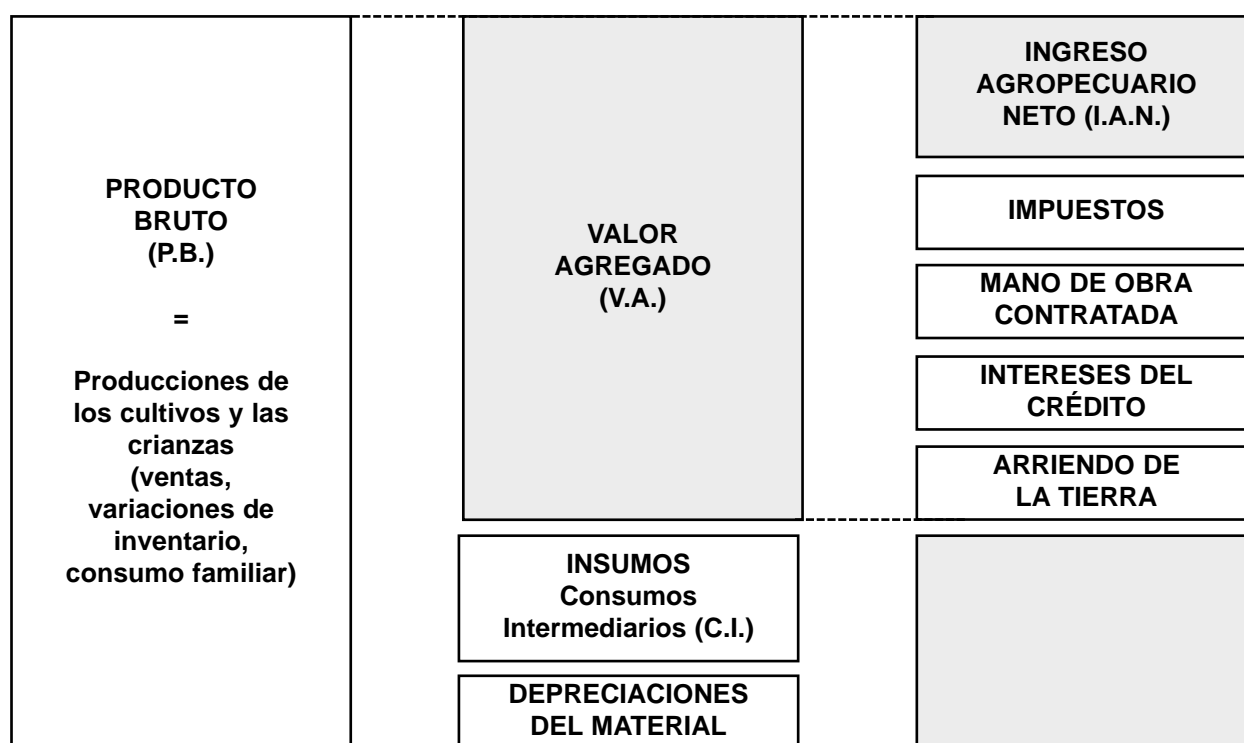 PRODUCTO
BRUTO
(P.B.)
=
Producciones de
los cultivos y las
crianzas
(ventas,
variaciones de
inventario,
consumo familiar)
VALOR
AGREGADO
(V.A.)
INSUMOS
Consumos
Intermediarios (C.I.)
DEPRECIACIONES
DEL MATERIAL
INGRESO
AGROPECUARIO
NETO (I.A.N.)
IMPUESTOS
MANO DE OBRA
CONTRATADA
INTERESES DEL
CRÉDITO
ARRIENDO DE
LA TIERRA